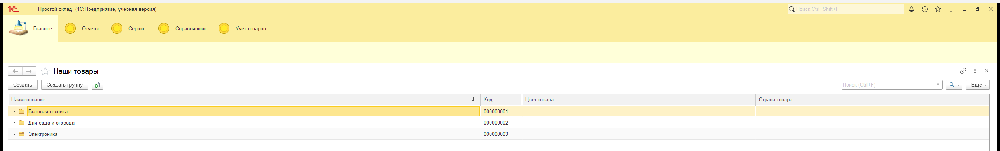 1С Простой склад (1С:Предприятие, учебная версия) Поиск Ctrl+Shift+F
Главное Отчёты Сервис Справочники Учёт товаров
Наши товары
Создать Создать группу Поиск (Ctrl+F) × Еще
Наименование ↓ Код Цвет товара Страна товара
Бытовая техника 000000001
Для сада и огорода 000000002
Электроника 000000003